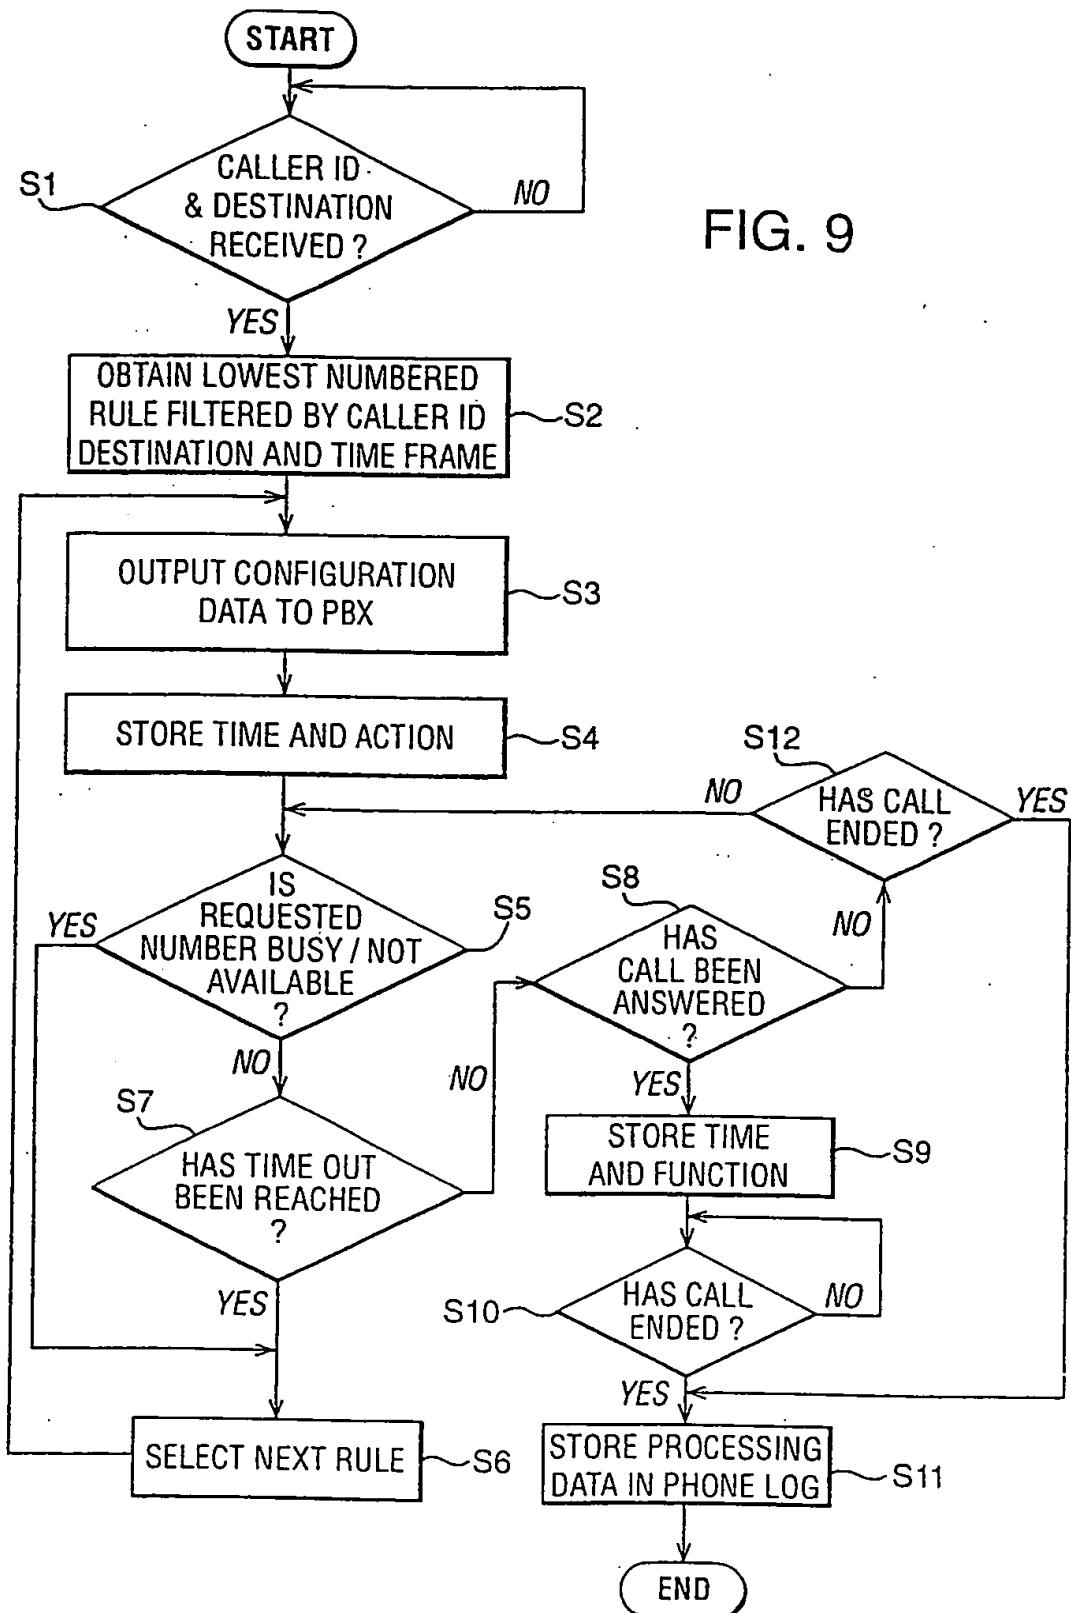 START
S1
CALLER ID
& DESTINATION
RECEIVED ?
NO
FIG. 9
YES
OBTAIN LOWEST NUMBERED
RULE FILTERED BY CALLER ID
DESTINATION AND TIME FRAME
S2
OUTPUT CONFIGURATION
DATA TO PBX
S3
STORE TIME AND ACTION
S4
S12
HAS CALL
ENDED ?
NO
YES
IS
REQUESTED
NUMBER BUSY / NOT
AVAILABLE
?
YES
S5
NO
S8
HAS
CALL BEEN
ANSWERED
?
NO
YES
S7
HAS TIME OUT
BEEN REACHED
?
NO
YES
STORE TIME
AND FUNCTION
S9
S10
HAS CALL
ENDED ?
NO
YES
SELECT NEXT RULE
S6
STORE PROCESSING
DATA IN PHONE LOG
S11
END